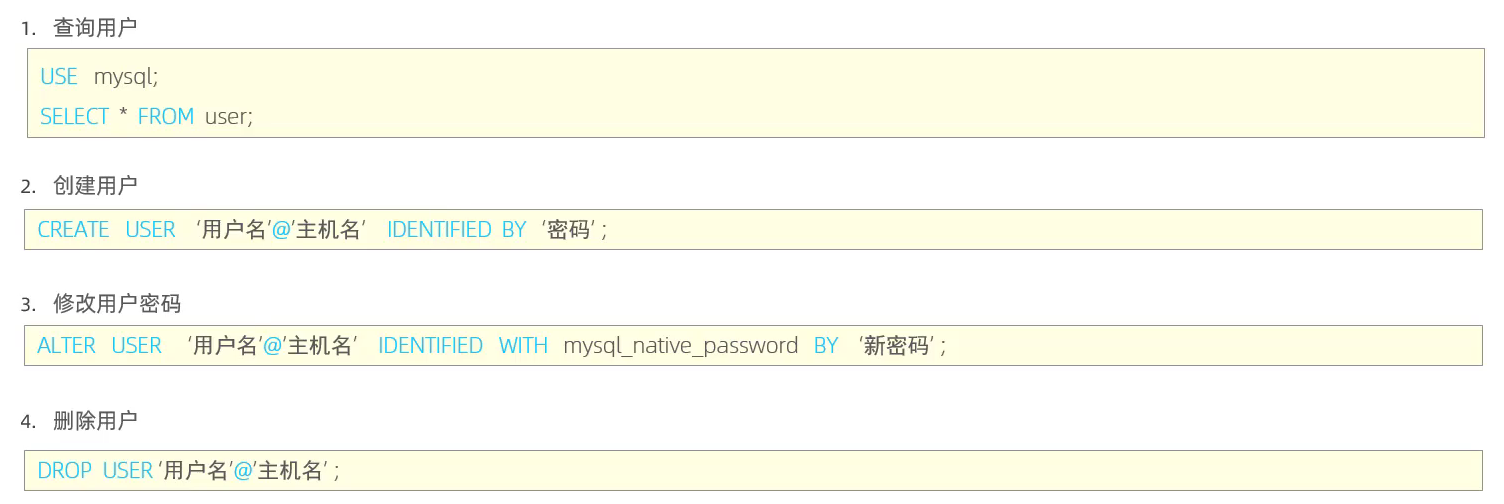 1. 查询用户
USE mysql;
SELECT * FROM user;
2. 创建用户
CREATE USER ‘用户名’@’主机名’ IDENTIFIED BY ‘密码’ ;
3. 修改用户密码
ALTER USER ‘用户名’@’主机名’ IDENTIFIED WITH mysql_native_password BY ‘新密码’ ;
4. 删除用户
DROP USER ‘用户名’@’主机名’ ;